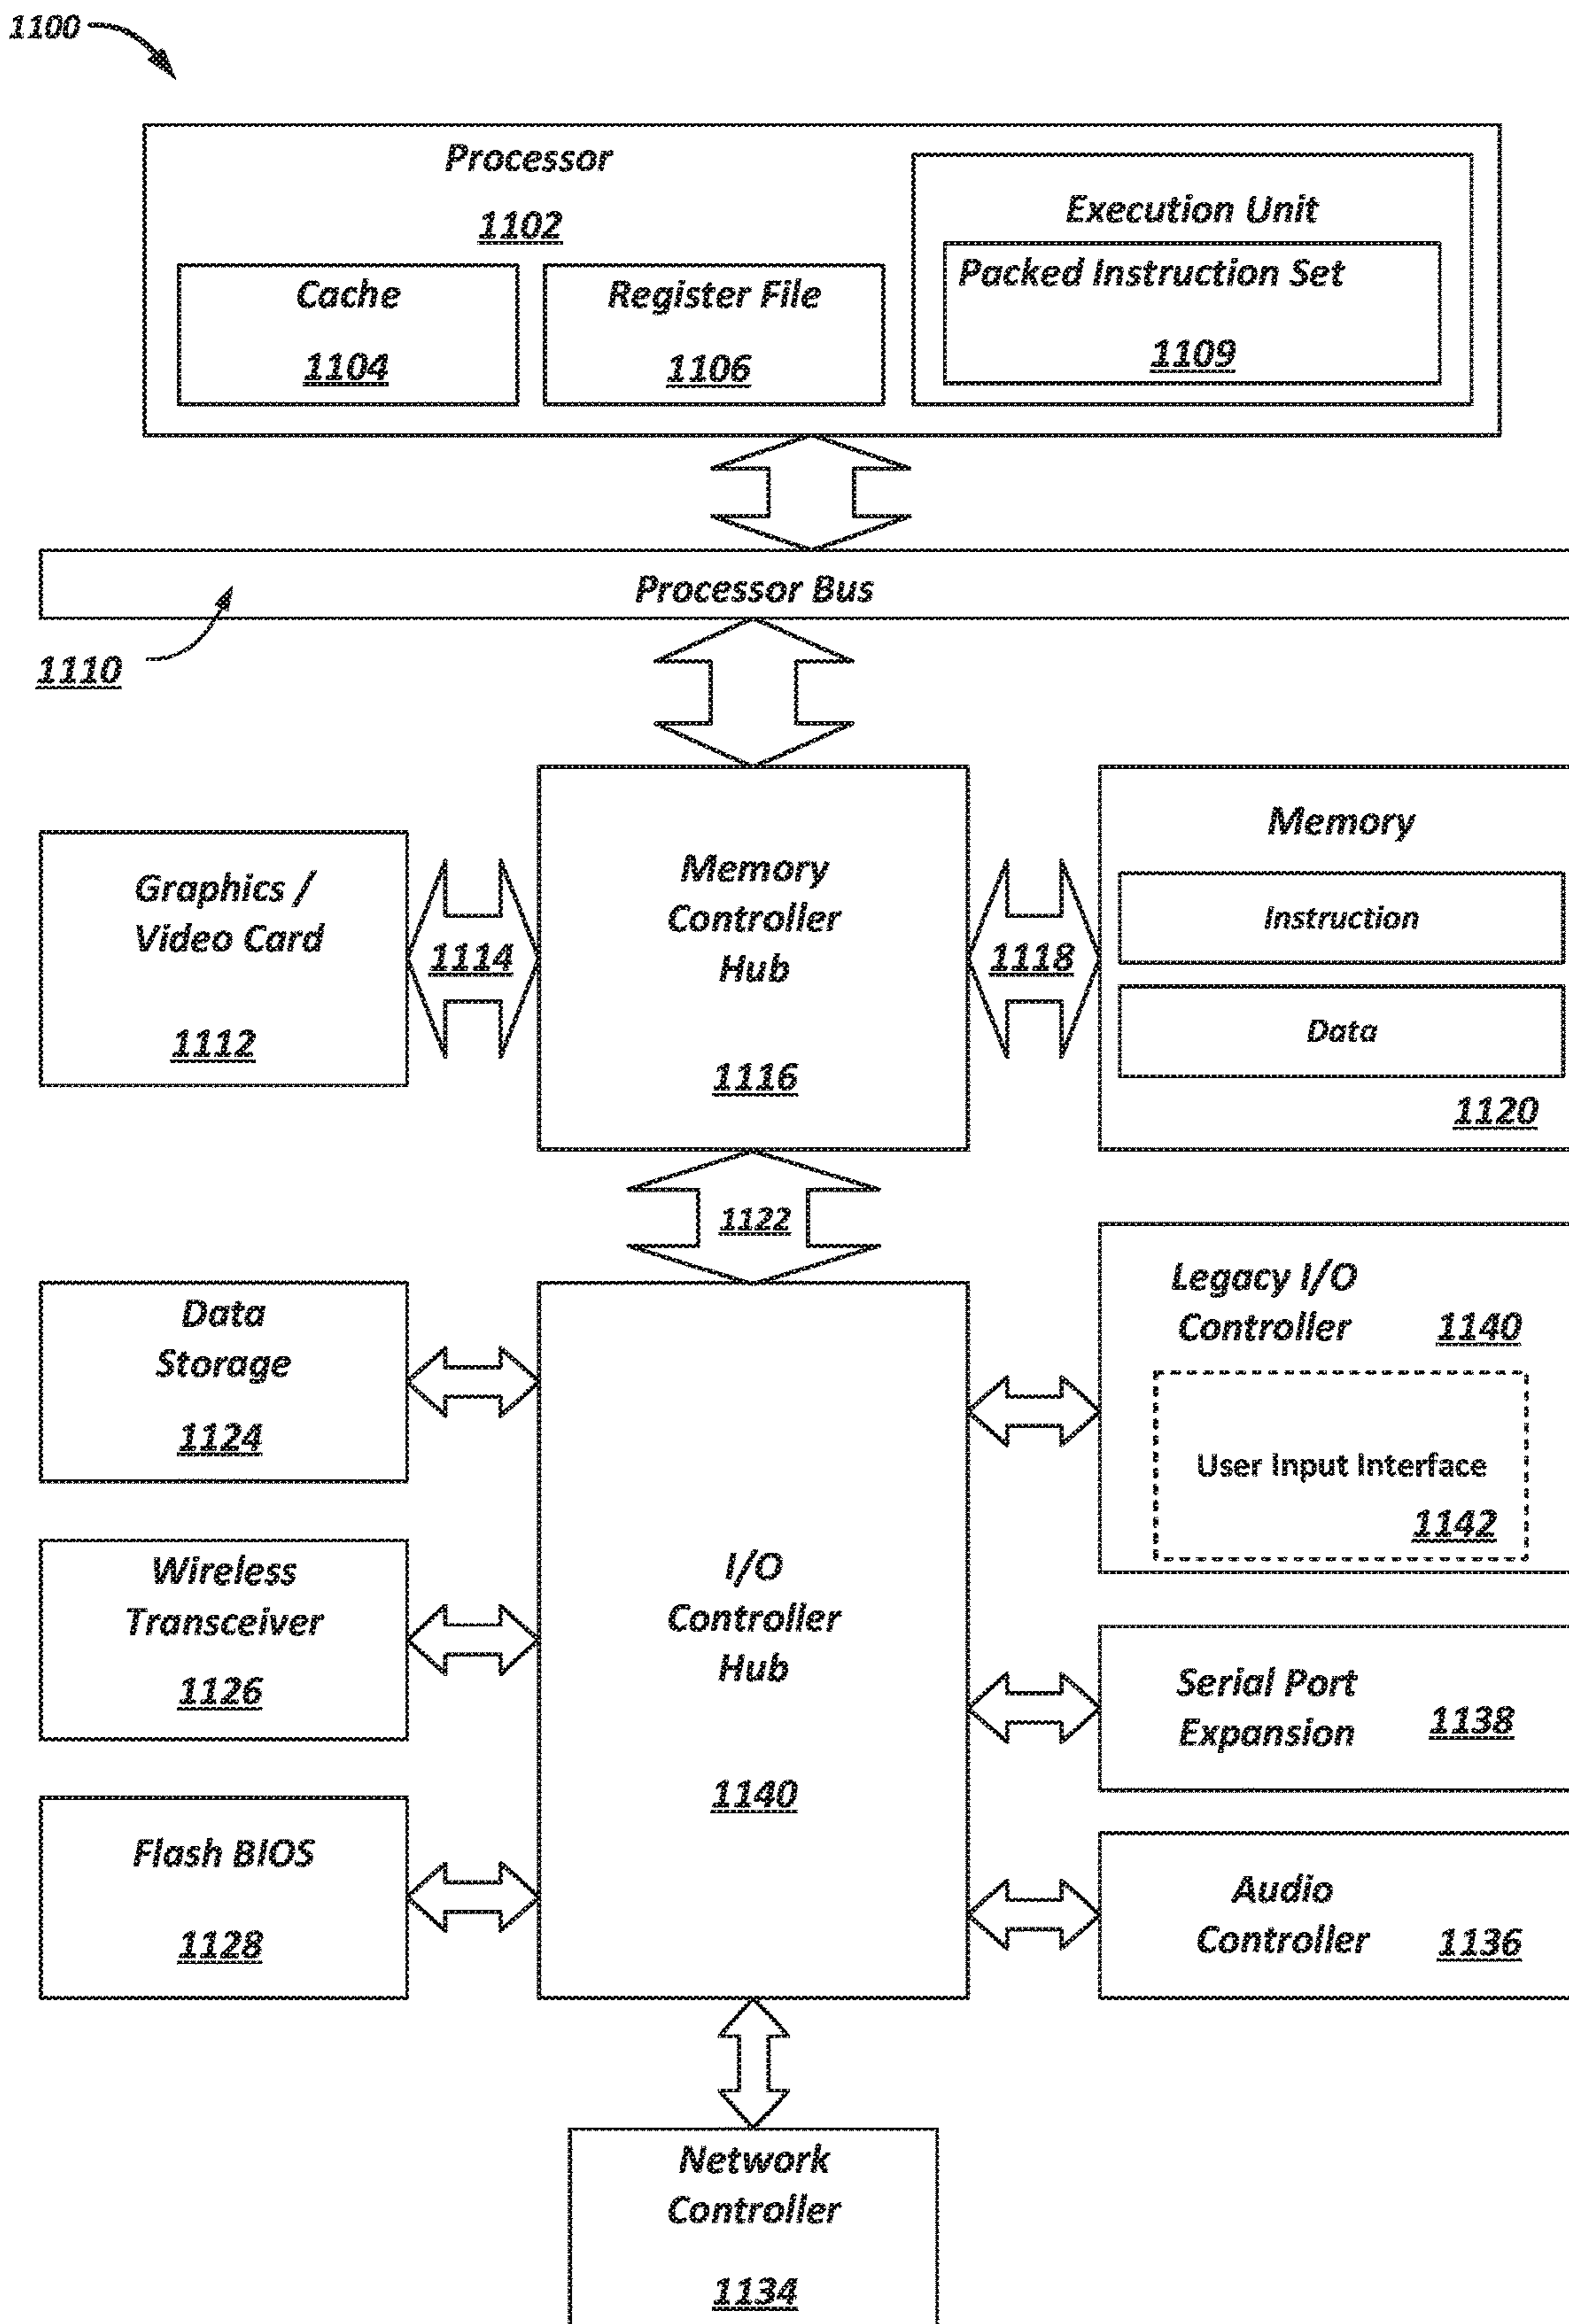 1100
Processor
1102
Cache
1104
Register File
1106
Execution Unit
Packed Instruction Set
1109
Processor Bus
1110
Graphics /
Video Card
1112
1114
Memory
Controller
Hub
1116
1118
Memory
Instruction
Data
1120
1122
Data
Storage
1124
Wireless
Transceiver
1126
Flash BIOS
1128
I/O
Controller
Hub
1140
Legacy I/O
Controller 1140
User Input Interface
1142
Serial Port
Expansion 1138
Audio
Controller 1136
Network
Controller
1134